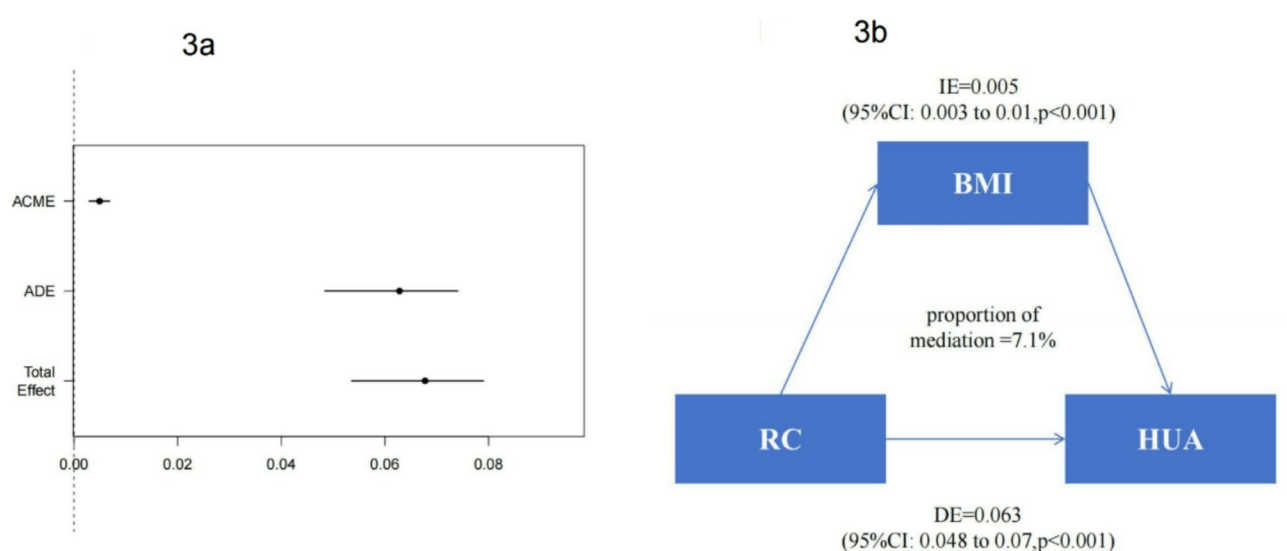 3a
ACME
ADE
Total
Effect
0.00
0.02
0.04
0.06
0.08
3b
IE=0.005
(95%CI: 0.003 to 0.01,p<0.001)
BMI
proportion of
mediation =7.1%
RC
HUA
DE=0.063
(95%CI: 0.048 to 0.07,p<0.001)